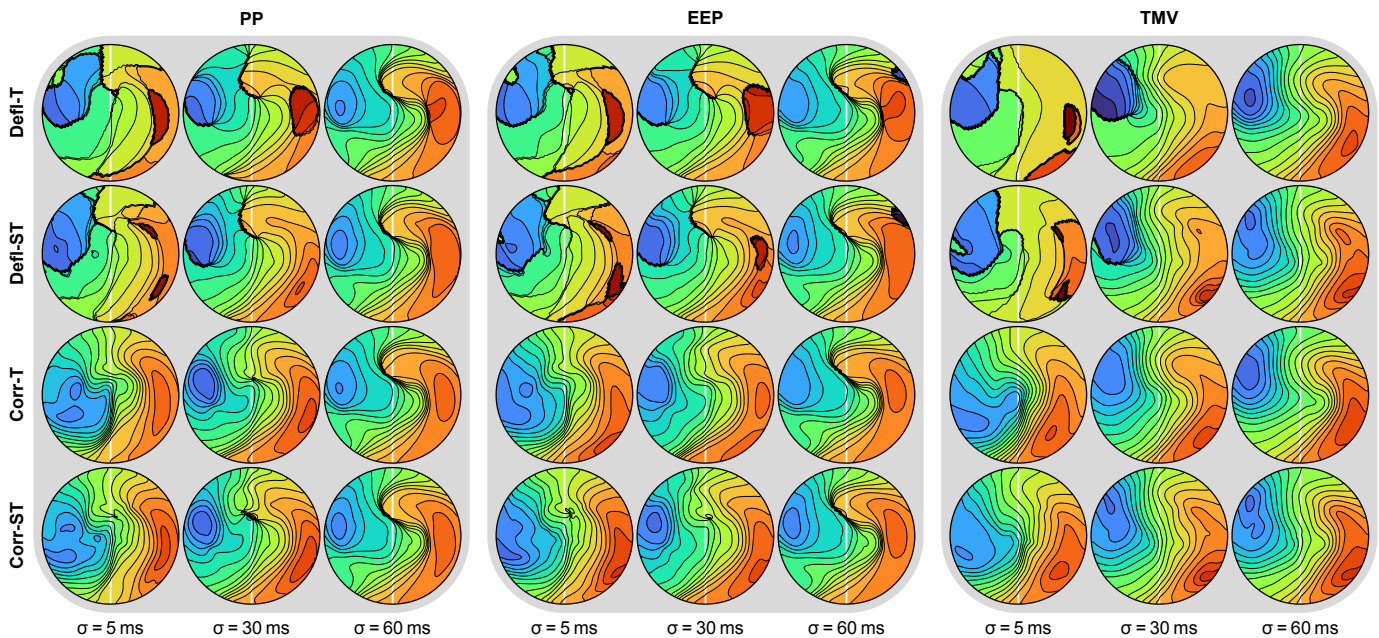 PP EEP TMV
Defl-T
Defl-ST
Corr-T
Corr-ST
σ = 5 ms σ = 30 ms σ = 60 ms σ = 5 ms σ = 30 ms σ = 60 ms σ = 5 ms σ = 30 ms σ = 60 ms